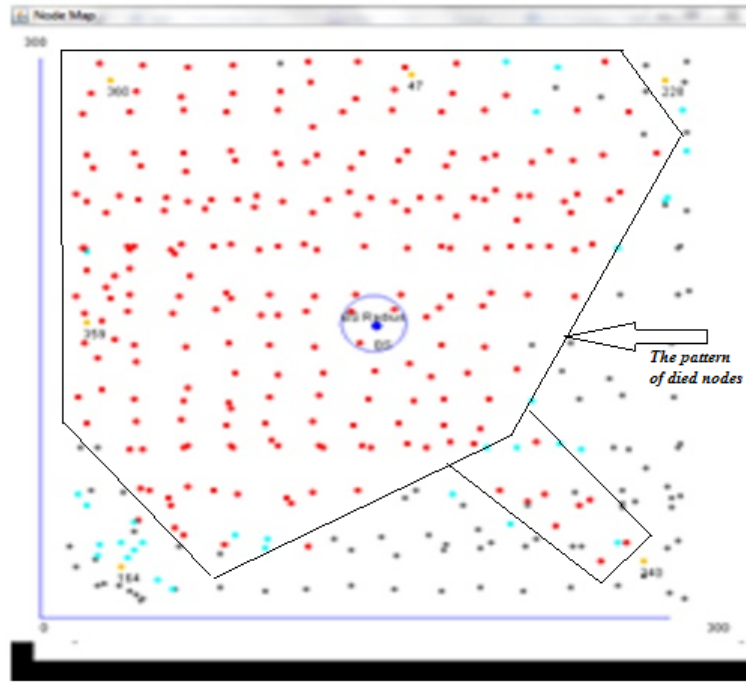 Node Map
300
360
47
228
359
BS Radius
BS
The pattern
of died nodes
164
240
0
300